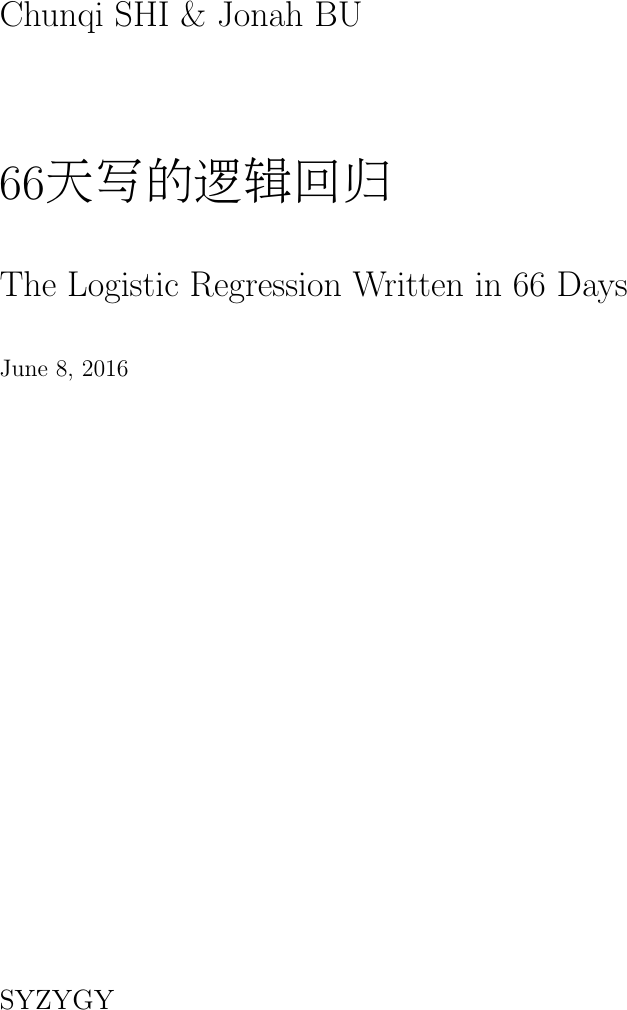 Chunqi SHI & Jonah BU
66天写的逻辑回归
The Logistic Regression Written in 66 Days
June 8, 2016
SYZYGY